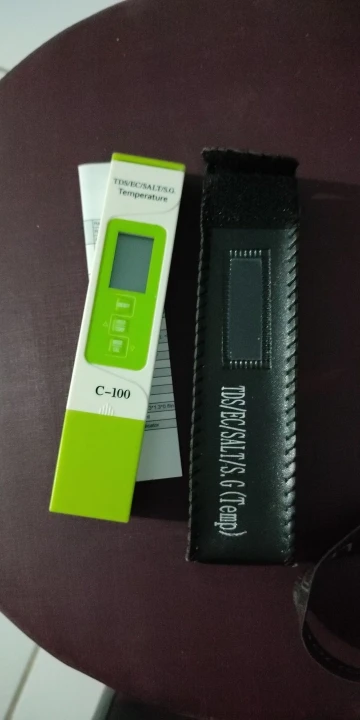 TDS/EC/SALT/S.G.
Temperature
C-100
TDS/EC/SALT/S.G (Temp)